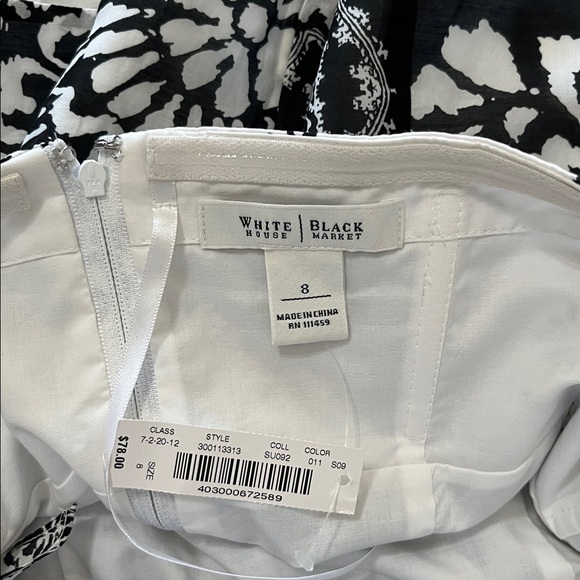 WHITE | BLACK
HOUSE | MARKET
8
MADE IN CHINA
RN 111459
CLASS STYLE COLL COLOR
7-2-20-12 300113313 SU092 011 S09
$78.00
SIZE
8
403000672589